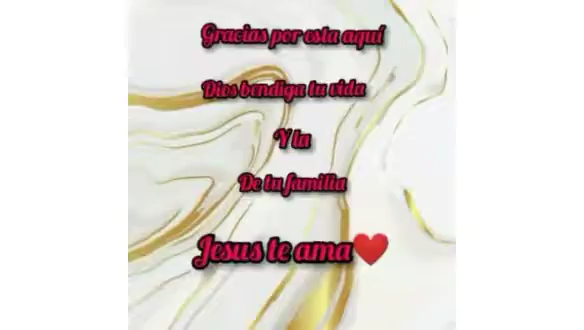 Gracias por esta aquí
Dios bendiga tu vida
Y la
De tu familia
Jesus te ama❤️